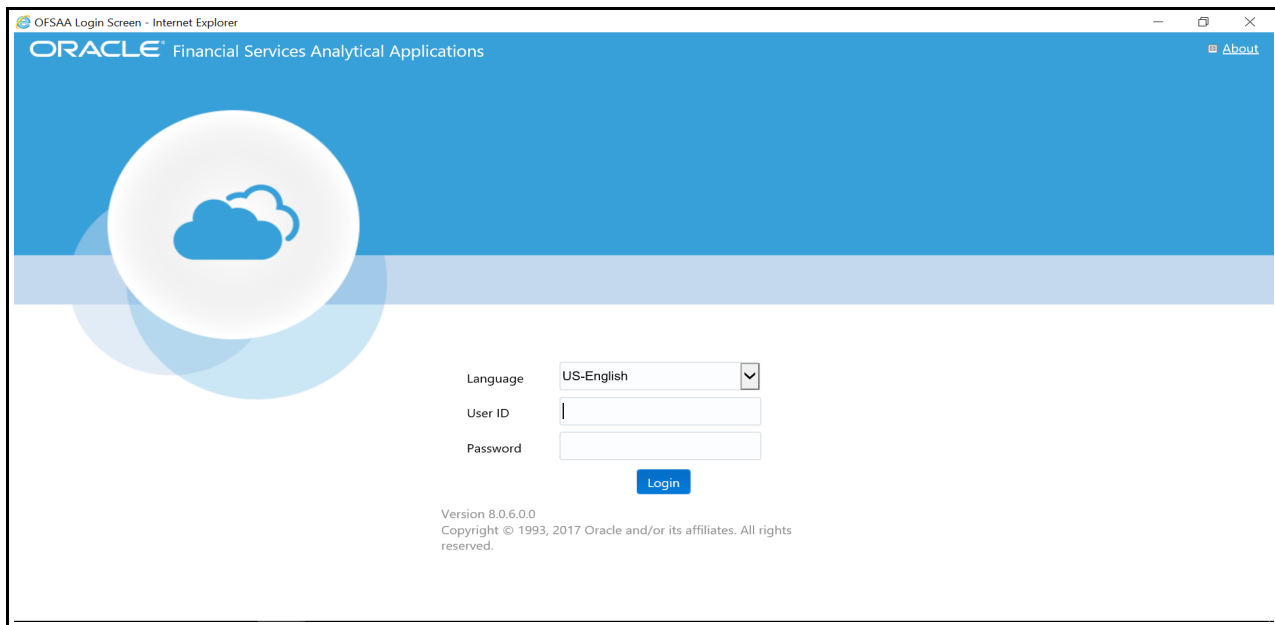 OFSAA Login Screen - Internet Explorer
ORACLE® Financial Services Analytical Applications
About
Language US-English
User ID
Password
Login
Version 8.0.6.0.0
Copyright © 1993, 2017 Oracle and/or its affiliates. All rights
reserved.